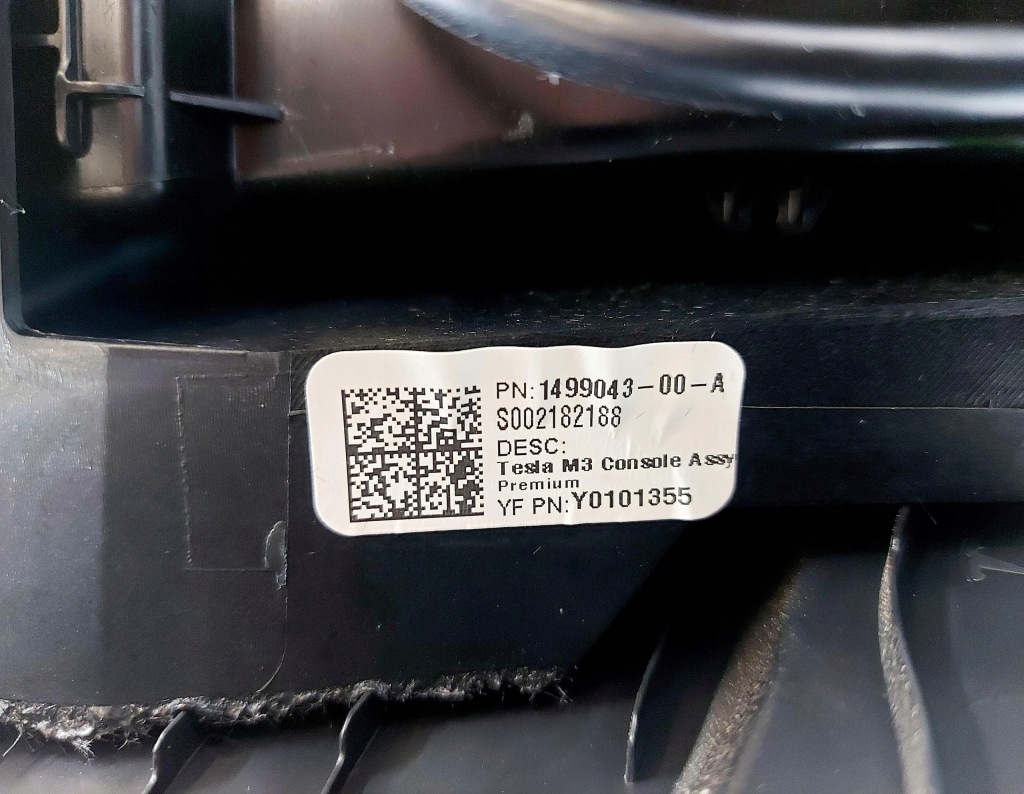 PN: 1499043-00-A
S002182188
DESC:
Tesla M3 Console Assy
Premium
YF PN: Y0101355